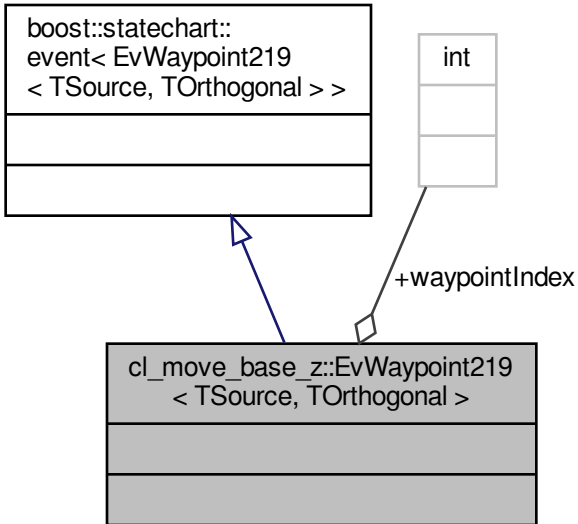 boost::statechart::
event< EvWaypoint219
< TSource, TOrthogonal > >
int
+waypointIndex
cl_move_base_z::EvWaypoint219
< TSource, TOrthogonal >